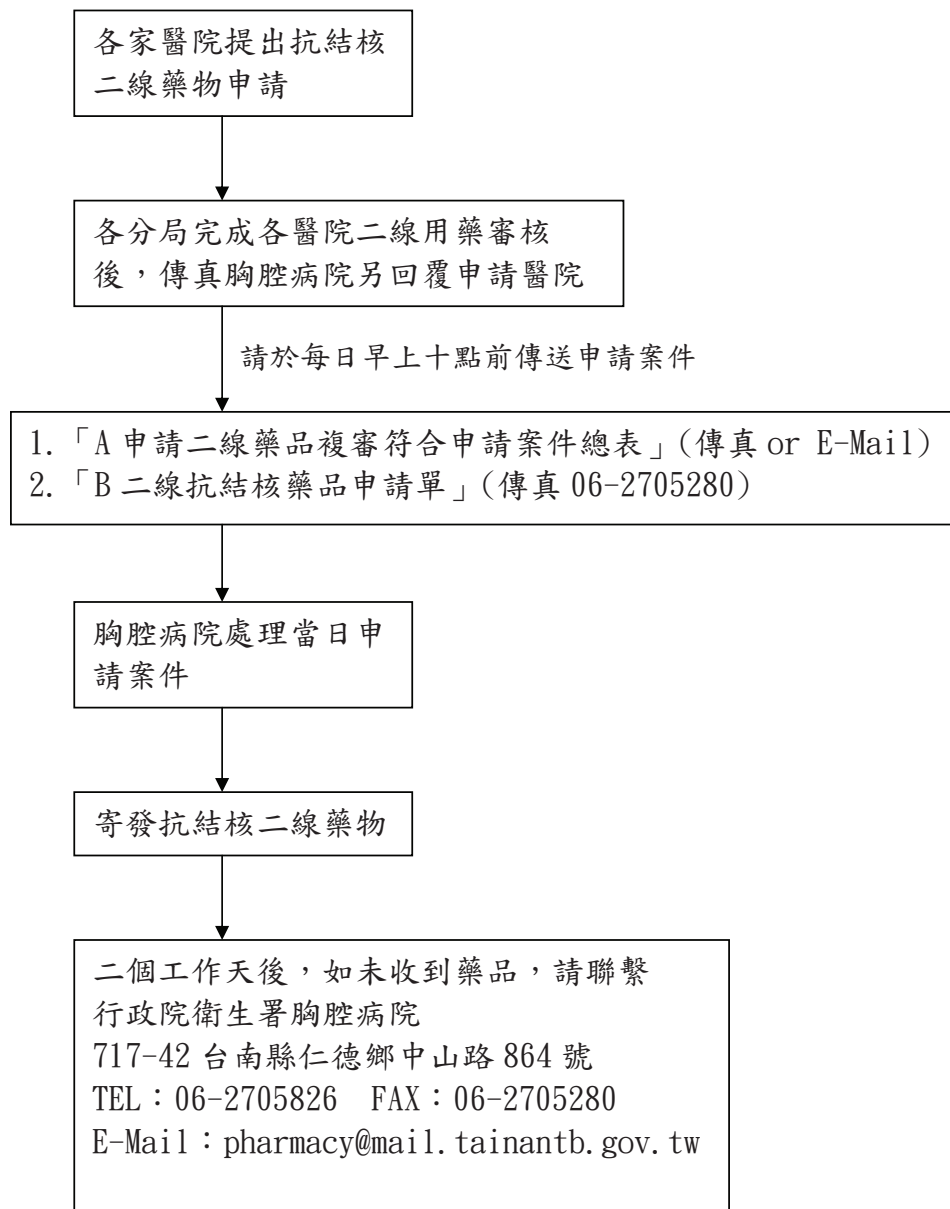 各家醫院提出抗結核
二線藥物申請
各分局完成各醫院二線用藥審核
後，傳真胸腔病院另回覆申請醫院
請於每日早上十點前傳送申請案件
1.「A 申請二線藥品複審符合申請案件總表」(傳真 or E-Mail)
2.「B 二線抗結核藥品申請單」(傳真 06-2705280)
胸腔病院處理當日申
請案件
寄發抗結核二線藥物
二個工作天後，如未收到藥品，請聯繫
行政院衛生署胸腔病院
717-42 台南縣仁德鄉中山路 864 號
TEL：06-2705826 FAX：06-2705280
E-Mail：pharmacy@mail.tainantb.gov.tw